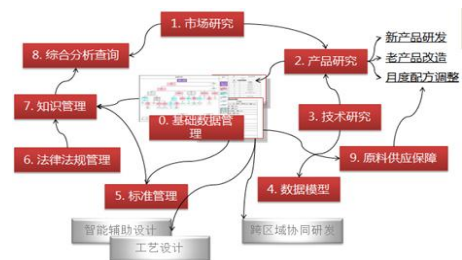 1. 市场研究
8. 综合分析查询
2. 产品研究
新产品研发
老产品改造
月度配方调整
7. 知识管理
0. 基础数据管
理
3. 技术研究
6. 法律法规管理
9. 原料供应保障
5. 标准管理
4. 数据模型
智能辅助设计
跨区域协同研发
工艺设计